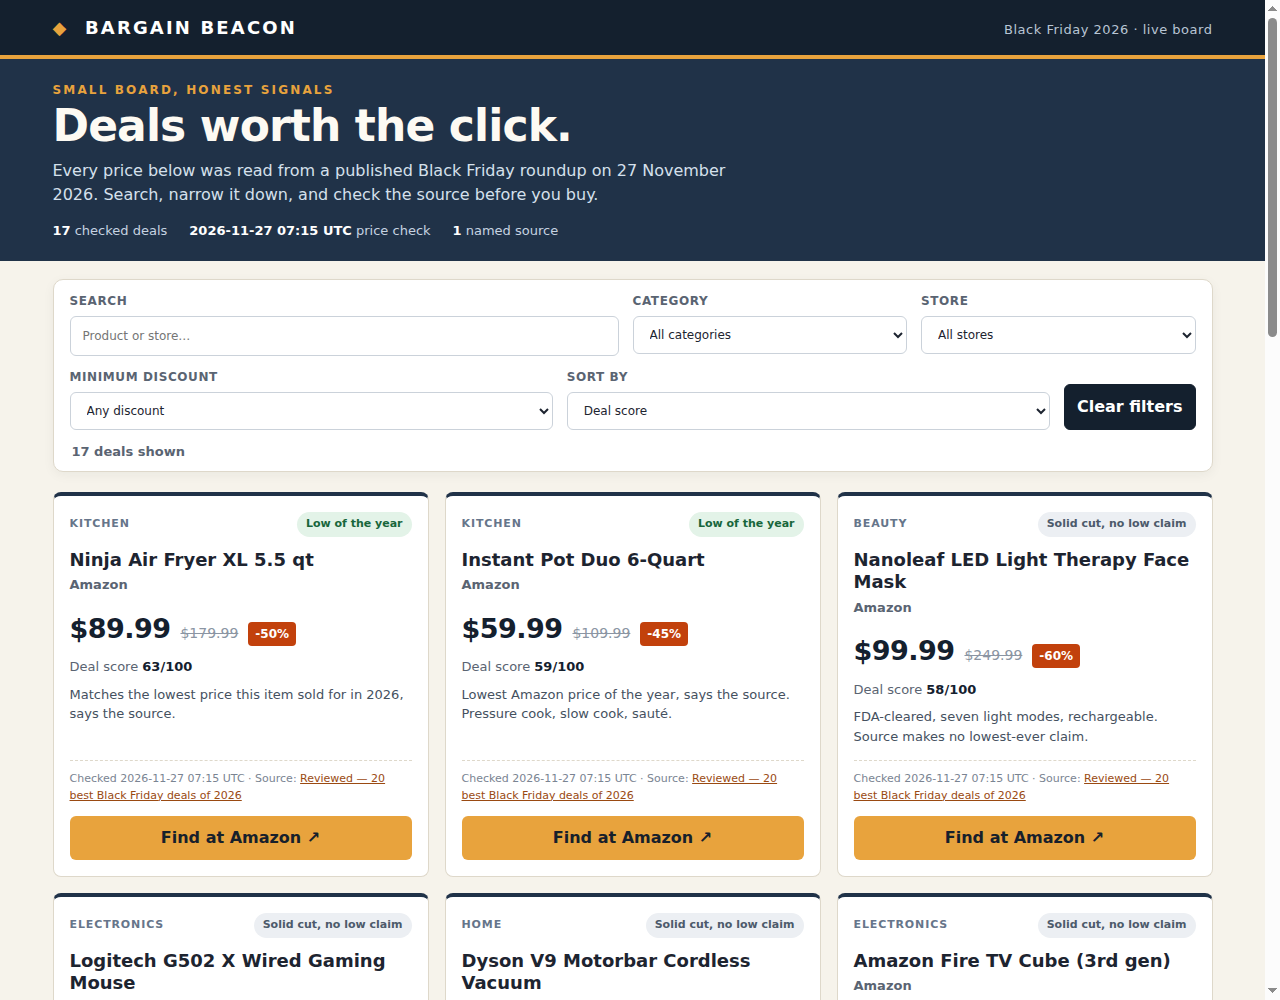 ◆ BARGAIN BEACON
Black Friday 2026 · live board
SMALL BOARD, HONEST SIGNALS
Deals worth the click.
Every price below was read from a published Black Friday roundup on 27 November
2026. Search, narrow it down, and check the source before you buy.
17 checked deals 2026-11-27 07:15 UTC price check 1 named source
SEARCH
Product or store...
CATEGORY
All categories
STORE
All stores
MINIMUM DISCOUNT
Any discount
SORT BY
Deal score
Clear filters
17 deals shown
KITCHEN
Low of the year
Ninja Air Fryer XL 5.5 qt
Amazon
$89.99 $179.99 -50%
Deal score 63/100
Matches the lowest price this item sold for in 2026,
says the source.
Checked 2026-11-27 07:15 UTC · Source: Reviewed — 20
best Black Friday deals of 2026
Find at Amazon ↗
KITCHEN
Low of the year
Instant Pot Duo 6-Quart
Amazon
$59.99 $109.99 -45%
Deal score 59/100
Lowest Amazon price of the year, says the source.
Pressure cook, slow cook, sauté.
Checked 2026-11-27 07:15 UTC · Source: Reviewed — 20
best Black Friday deals of 2026
Find at Amazon ↗
BEAUTY
Solid cut, no low claim
Nanoleaf LED Light Therapy Face
Mask
Amazon
$99.99 $249.99 -60%
Deal score 58/100
FDA-cleared, seven light modes, rechargeable.
Source makes no lowest-ever claim.
Checked 2026-11-27 07:15 UTC · Source: Reviewed — 20
best Black Friday deals of 2026
Find at Amazon ↗
ELECTRONICS
Solid cut, no low claim
Logitech G502 X Wired Gaming
Mouse
HOME
Solid cut, no low claim
Dyson V9 Motorbar Cordless
Vacuum
ELECTRONICS
Solid cut, no low claim
Amazon Fire TV Cube (3rd gen)
Amazon